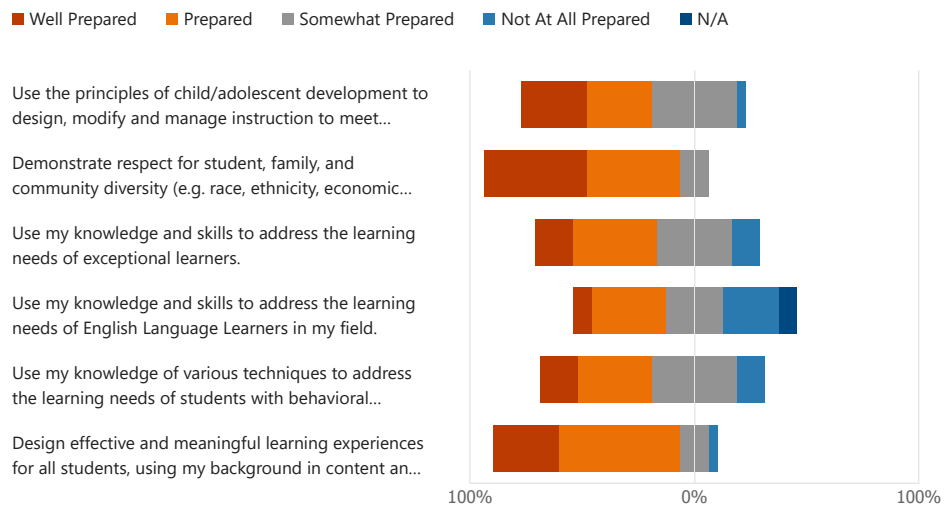 Well Prepared Prepared Somewhat Prepared Not At All Prepared N/A
Use the principles of child/adolescent development to
design, modify and manage instruction to meet...
Demonstrate respect for student, family, and
community diversity (e.g. race, ethnicity, economic...
Use my knowledge and skills to address the learning
needs of exceptional learners.
Use my knowledge and skills to address the learning
needs of English Language Learners in my field.
Use my knowledge of various techniques to address
the learning needs of students with behavioral...
Design effective and meaningful learning experiences
for all students, using my background in content an...
100% 0% 100%